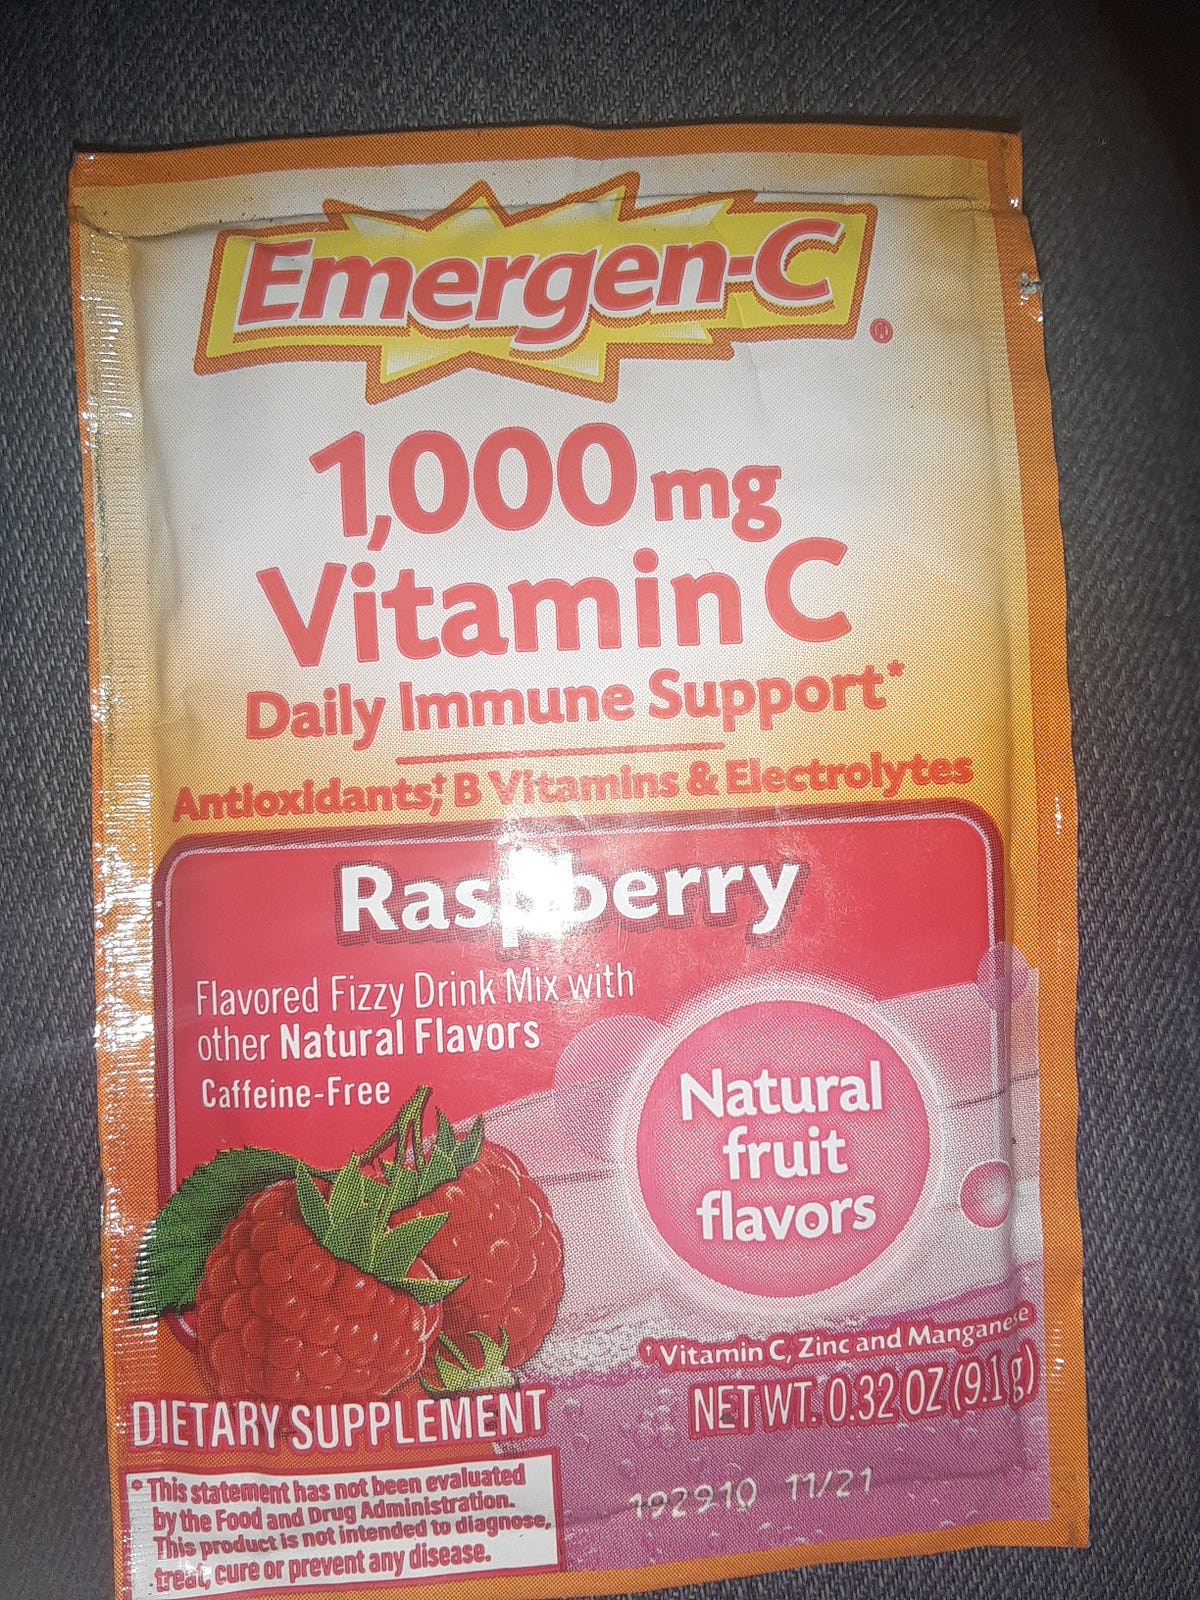 Emergen-C®
1,000 mg
Vitamin C
Daily Immune Support*
Antioxidants,† B Vitamins & Electrolytes
Raspberry
Flavored Fizzy Drink Mix with
other Natural Flavors
Caffeine-Free
Natural
fruit
flavors
† Vitamin C, Zinc and Manganese
NET WT. 0.32 OZ (9.1 g)
DIETARY SUPPLEMENT
* This statement has not been evaluated
by the Food and Drug Administration.
This product is not intended to diagnose,
treat, cure or prevent any disease.
192910 11/21